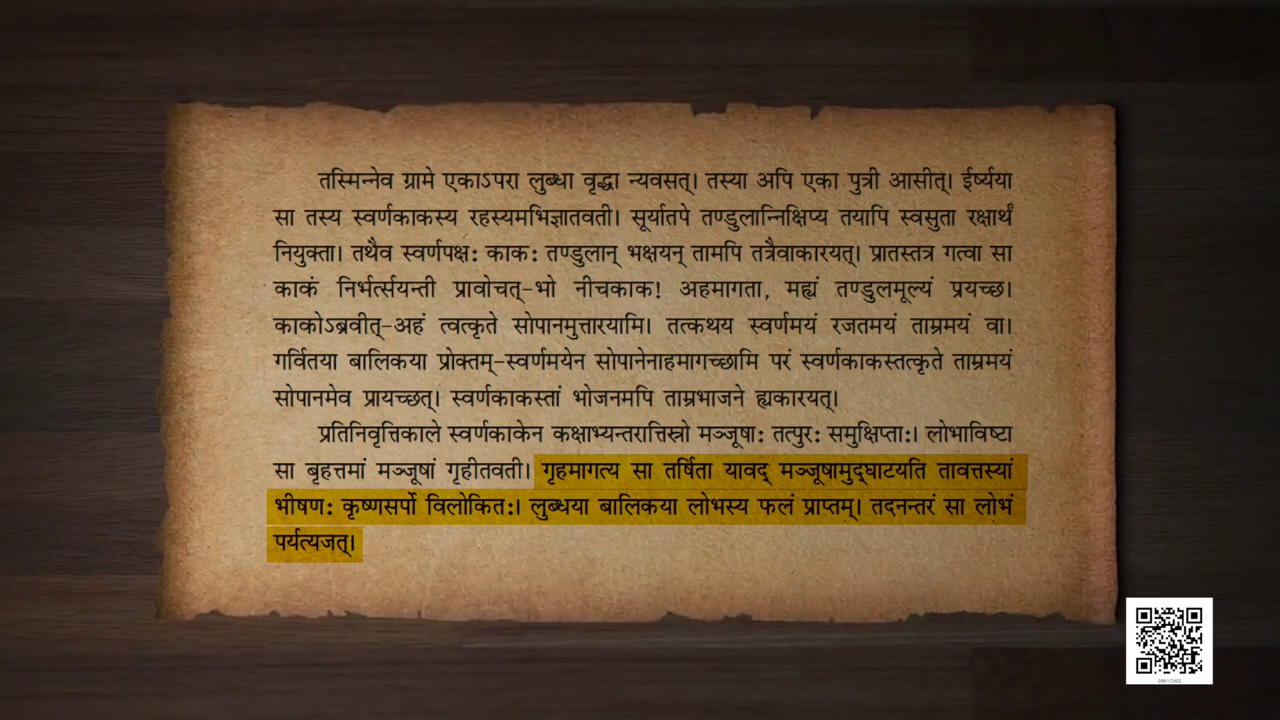 तस्मिन्नेव ग्रामे एकाऽपरा लुब्धा वृद्धा न्यवसत्। तस्या अपि एका पुत्री आसीत्। ईर्ष्यया
सा तस्य स्वर्णकाकस्य रहस्यमभिज्ञातवती। सूर्यातपे तण्डुलान्निक्षिप्य तयापि स्वसुता रक्षार्थं
नियुक्ता। तथैव स्वर्णपक्षः काकः तण्डुलान् भक्षयन् तामपि तत्रैवाकारयत्। प्रातस्तत्र गत्वा सा
काकं निर्भर्त्सयन्ती प्रावोचत्-भो नीचकाक! अहमागता, मह्यं तण्डुलमूल्यं प्रयच्छ।
काकोऽब्रवीत्-अहं त्वत्कृते सोपानमुत्तारयामि। तत्कथय स्वर्णमयं रजतमयं ताम्रमयं वा।
गर्वितया बालिकया प्रोक्तम्-स्वर्णमयेन सोपानेनाहमागच्छामि परं स्वर्णकाकस्तत्कृते ताम्रमयं
सोपानमेव प्रायच्छत्। स्वर्णकाकस्तां भोजनमपि ताम्रभाजने ह्यकारयत्।
प्रतिनिवृत्तिकाले स्वर्णकाकेन कक्षाभ्यन्तरात्तिस्रो मञ्जूषाः तत्पुरः समुक्षिप्ताः। लोभाविष्टा
सा बृहत्तमां मञ्जूषां गृहीतवती। गृहमागत्य सा तर्षिता यावद् मञ्जूषामुद्घाटयति तावत्तस्यां
भीषणः कृष्णसर्पो विलोकितः। लुब्धया बालिकया लोभस्य फलं प्राप्तम्। तदनन्तरं सा लोभं
पर्यत्यजत्।
0961CH02